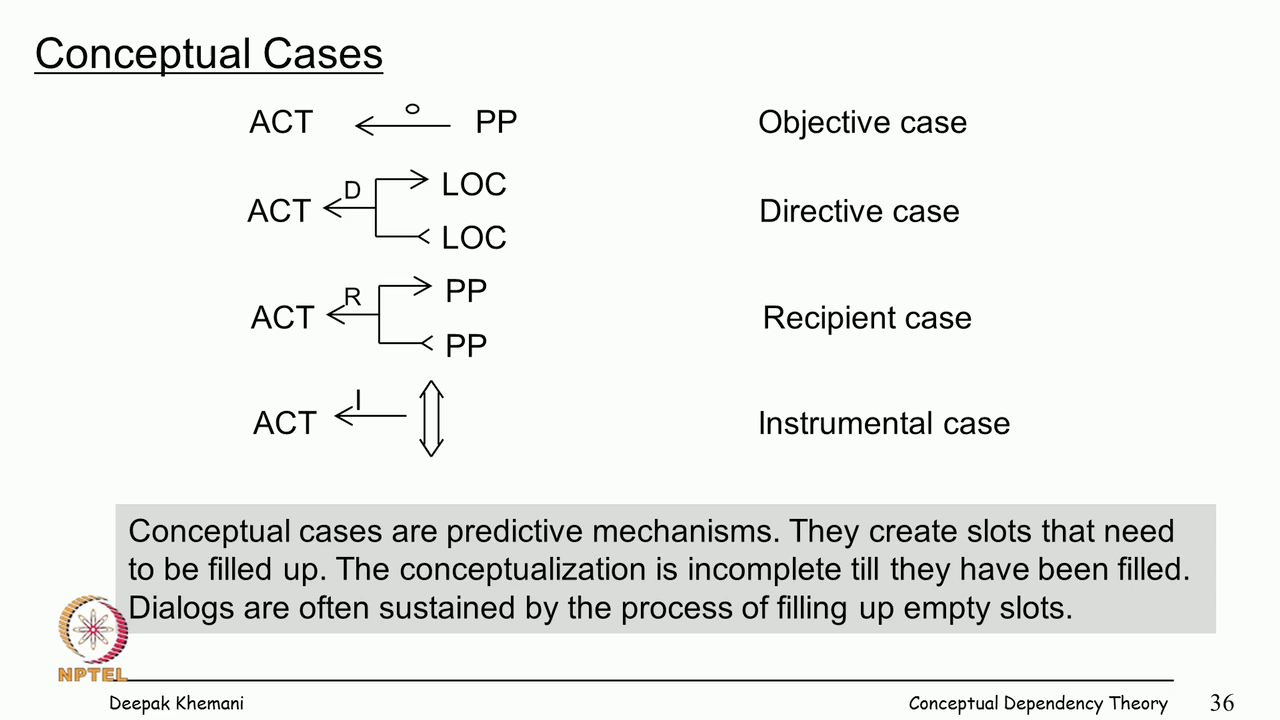 Conceptual Cases
ACT o PP Objective case
ACT D LOC LOC Directive case
ACT R PP PP Recipient case
ACT I Instrumental case
Conceptual cases are predictive mechanisms. They create slots that need
to be filled up. The conceptualization is incomplete till they have been filled.
Dialogs are often sustained by the process of filling up empty slots.
NPTEL
Deepak Khemani Conceptual Dependency Theory 36